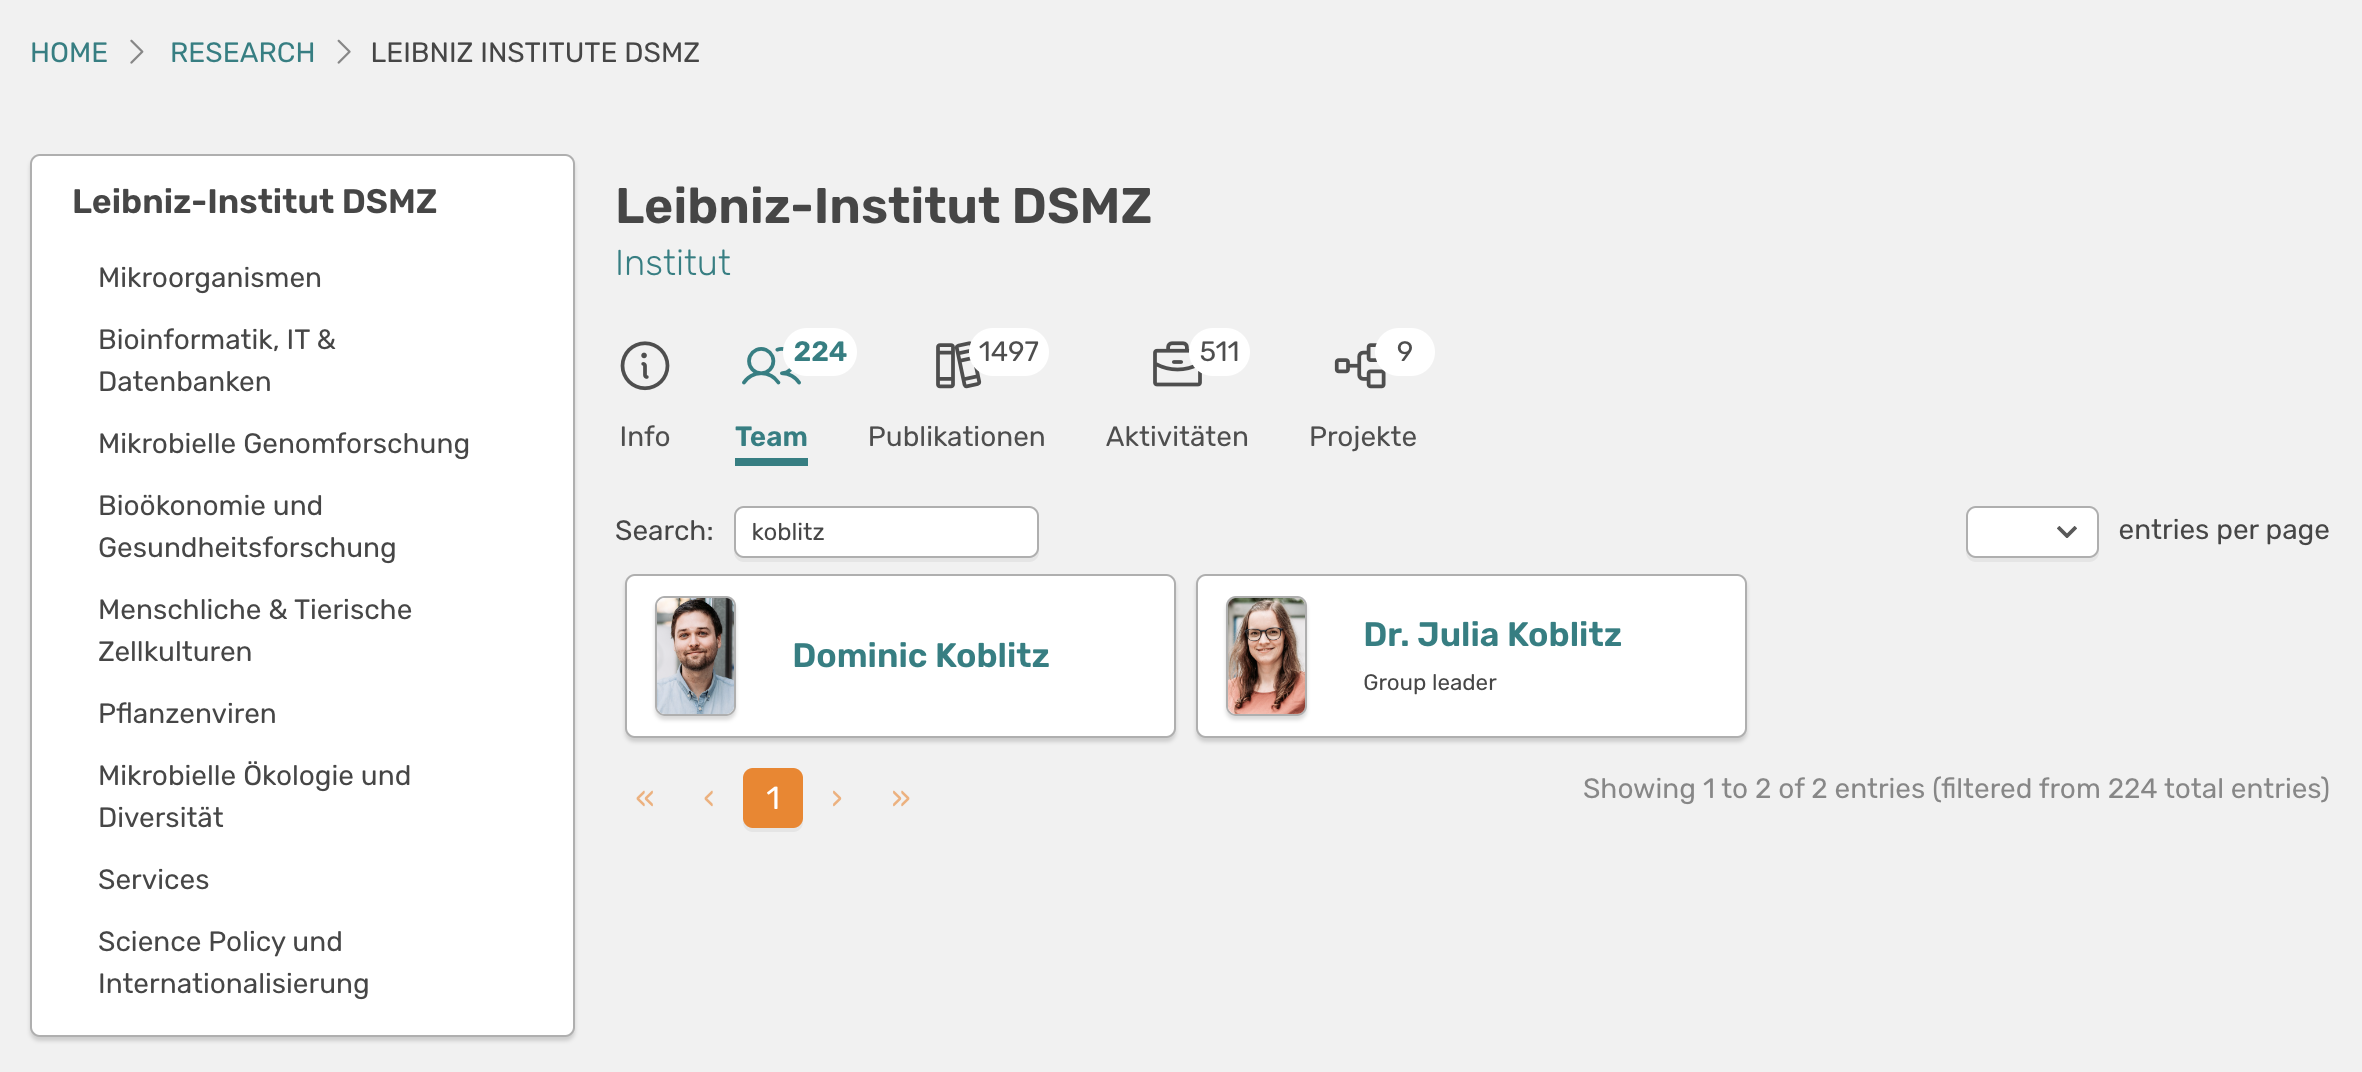 HOME > RESEARCH > LEIBNIZ INSTITUTE DSMZ
Leibniz-Institut DSMZ
Mikroorganismen
Bioinformatik, IT &
Datenbanken
Mikrobielle Genomforschung
Bioökonomie und
Gesundheitsforschung
Menschliche & Tierische
Zellkulturen
Pflanzenviren
Mikrobielle Ökologie und
Diversität
Services
Science Policy und
Internationalisierung
Leibniz-Institut DSMZ
Institut
224 1497 511 9
Info Team Publikationen Aktivitäten Projekte
Search: koblitz entries per page
Dominic Koblitz
Dr. Julia Koblitz
Group leader
« ‹ 1 › »
Showing 1 to 2 of 2 entries (filtered from 224 total entries)